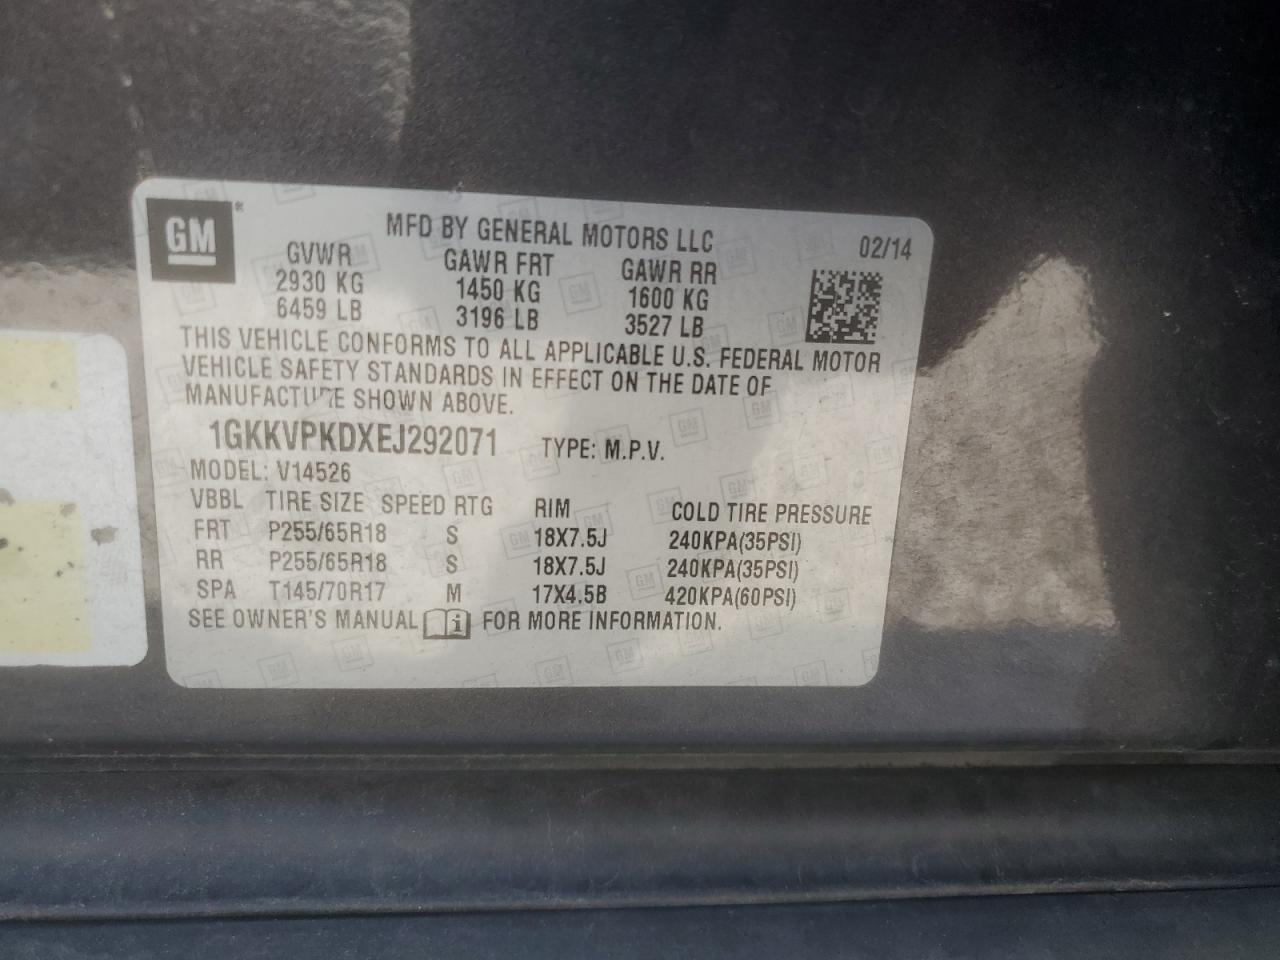 GM®
MFD BY GENERAL MOTORS LLC 02/14
GVWR GAWR FRT GAWR RR
2930 KG 1450 KG 1600 KG
6459 LB 3196 LB 3527 LB
THIS VEHICLE CONFORMS TO ALL APPLICABLE U.S. FEDERAL MOTOR
VEHICLE SAFETY STANDARDS IN EFFECT ON THE DATE OF
MANUFACTURE SHOWN ABOVE.
1GKKVPKDXEJ292071 TYPE: M.P.V.
MODEL: V14526
VBBL TIRE SIZE SPEED RTG RIM COLD TIRE PRESSURE
FRT P255/65R18 S 18X7.5J 240KPA(35PSI)
RR P255/65R18 S 18X7.5J 240KPA(35PSI)
SPA T145/70R17 M 17X4.5B 420KPA(60PSI)
SEE OWNER'S MANUAL i FOR MORE INFORMATION.